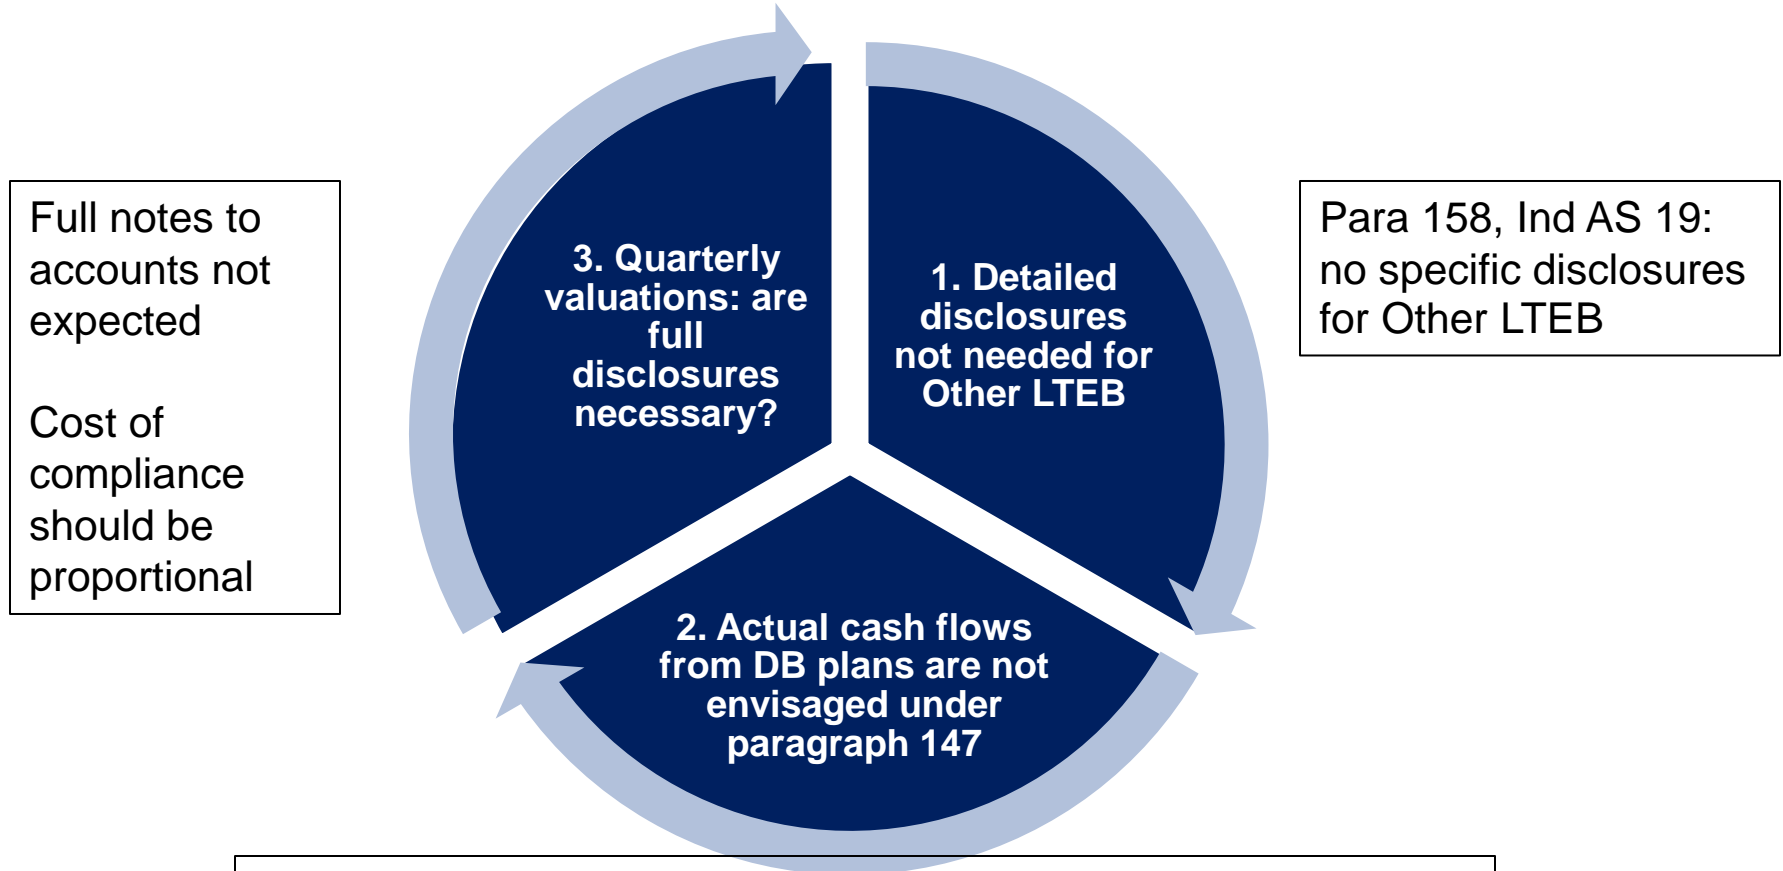 Full notes to
accounts not
expected
Cost of
compliance
should be
proportional
3. Quarterly
valuations: are
full
disclosures
necessary?
1. Detailed
disclosures
not needed for
Other LTEB
Para 158, Ind AS 19:
no specific disclosures
for Other LTEB
2. Actual cash flows
from DB plans are not
envisaged under
paragraph 147